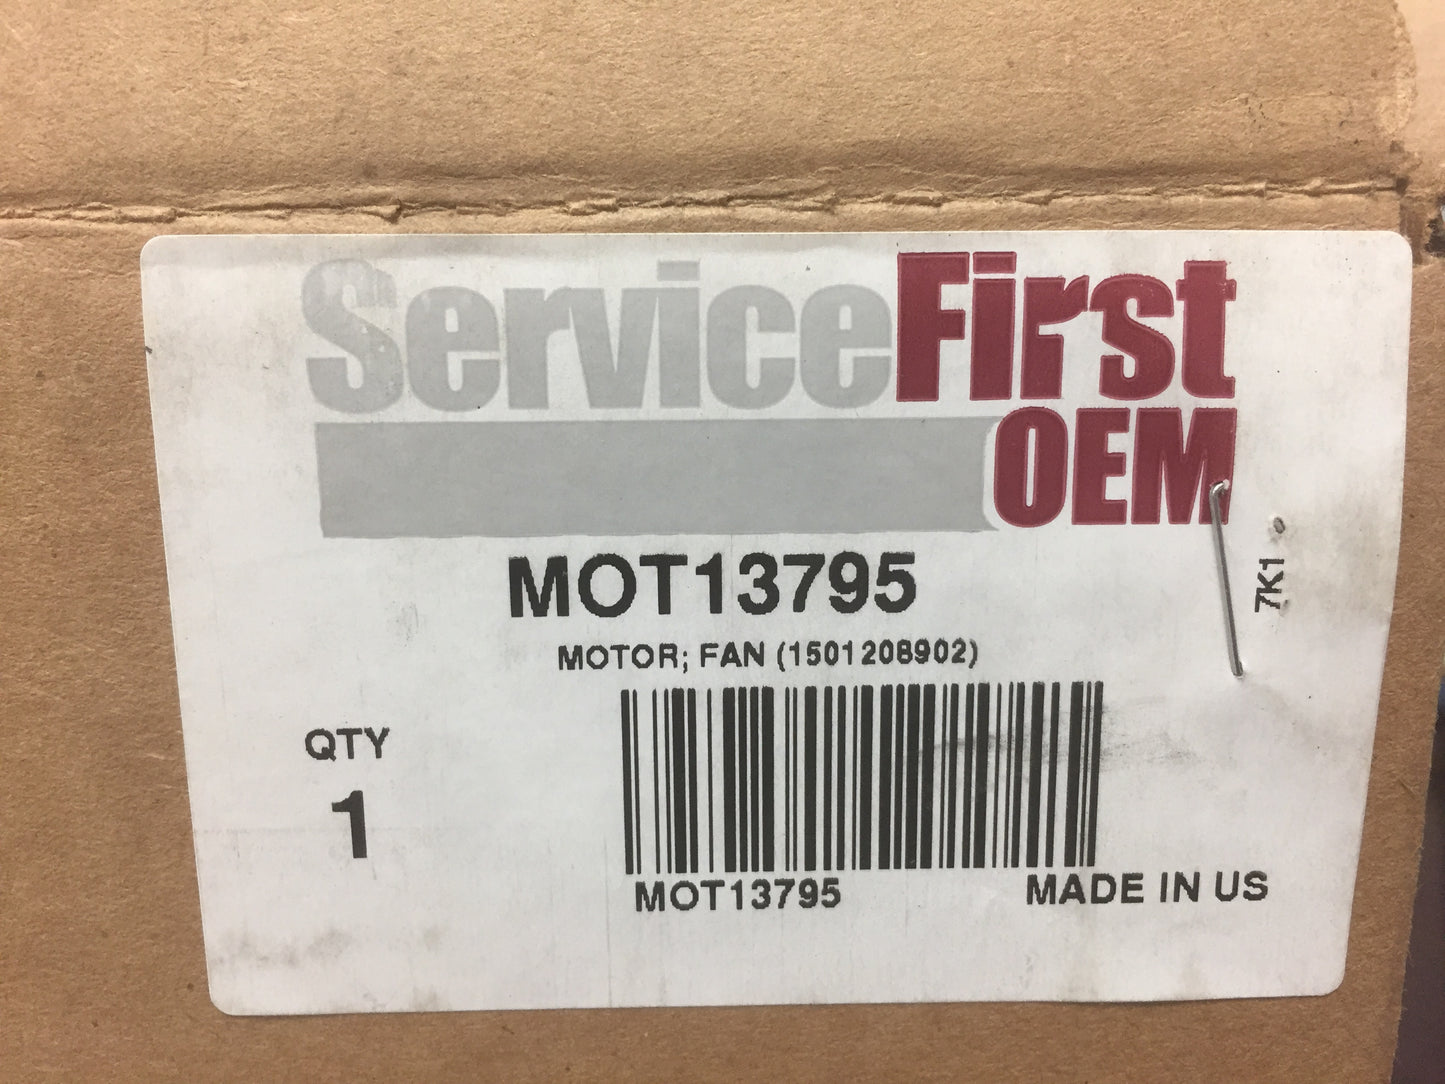 ServiceFirst
OEM
MOT13795
7K1
MOTOR; FAN (1501208902)
QTY
1
MOT13795
MADE IN US